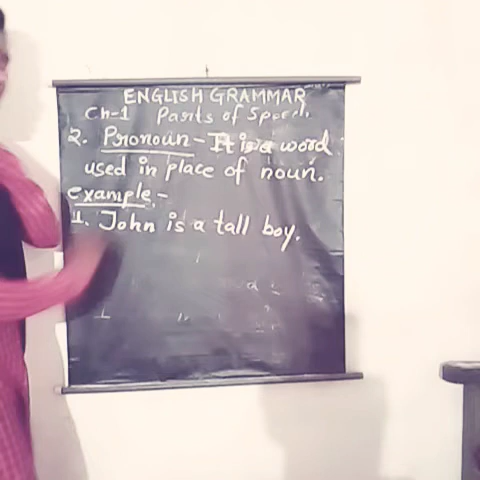 ENGLISH GRAMMAR
Ch-1 Parts of Speech
2. Pronoun - It is a word
used in place of noun.
example.-
1. John is a tall boy.